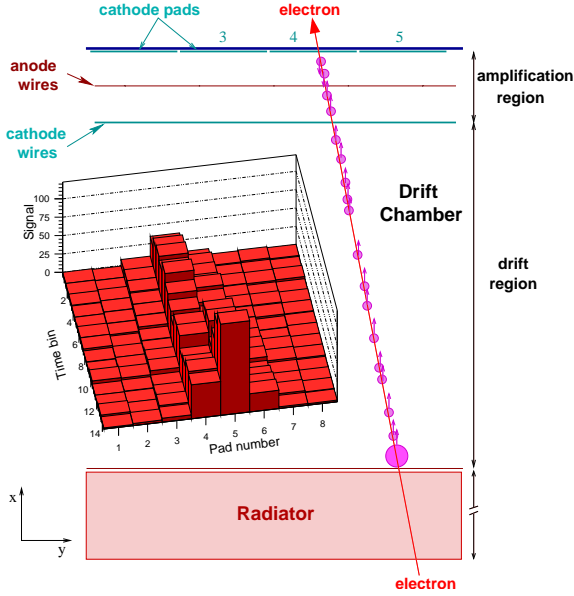 cathode pads
electron
3
4
5
anode
wires
amplification
region
cathode
wires
Drift
Chamber
drift
region
Signal
100
75
50
25
0
Time bin
2
4
6
8
10
12
14
1
2
3
4
5
6
7
8
Pad number
Radiator
x
y
electron